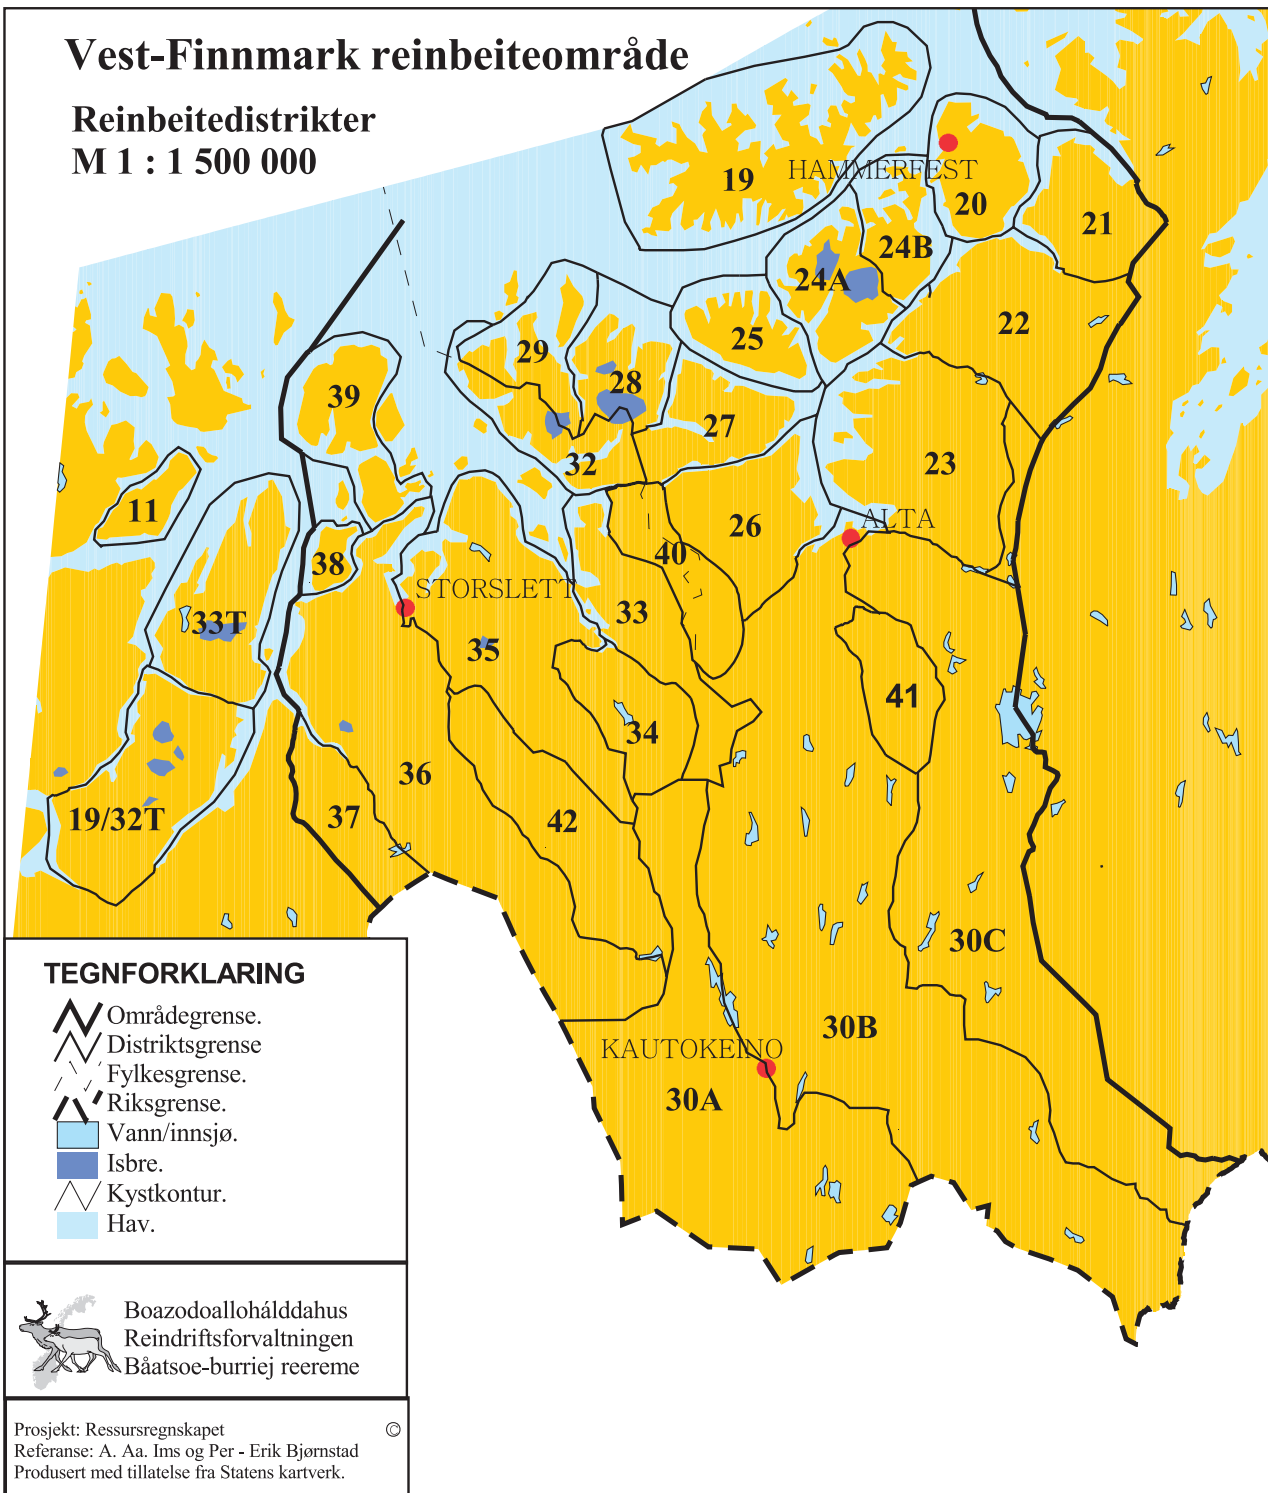 Vest-Finnmark reinbeiteområde
Reinbeitedistrikter
M 1 : 1 500 000
19
HAMMERFEST
20
21
24B
24A
22
25
29
28
39
27
32
23
11
26
ALTA
40
38
STORSLETT
33T
33
35
41
34
36
19/32T
37
42
30C
30B
KAUTOKEINO
30A
TEGNFORKLARING
Områdegrense.
Distriktsgrense
Fylkesgrense.
Riksgrense.
Vann/innsjø.
Isbre.
Kystkontur.
Hav.
Boazodoallohálddahus
Reindriftsforvaltningen
Båatsoe-burriej reereme
Prosjekt: Ressursregnskapet ©
Referanse: A. Aa. Ims og Per - Erik Bjørnstad
Produsert med tillatelse fra Statens kartverk.